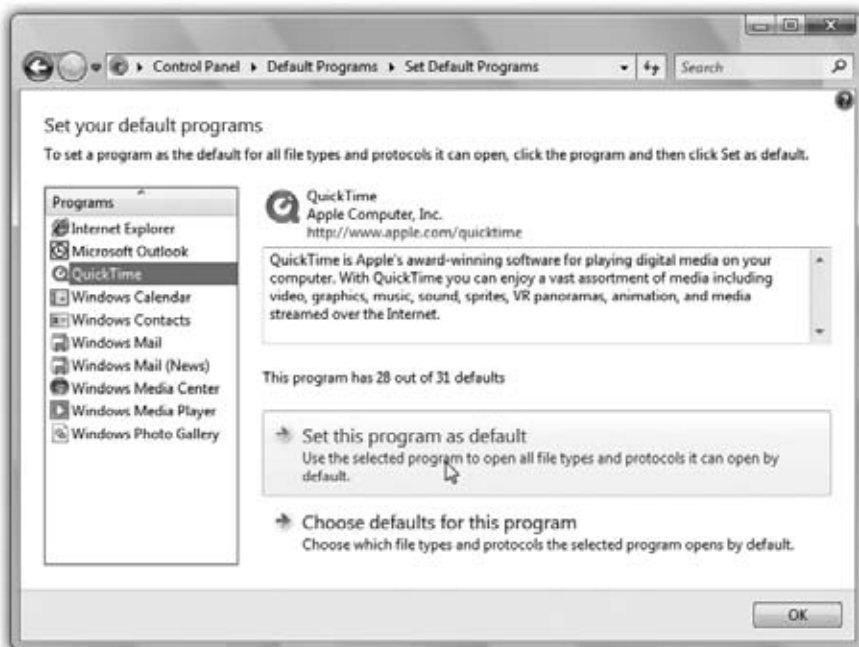 Control Panel ▸ Default Programs ▸ Set Default Programs
Search
Set your default programs
To set a program as the default for all file types and protocols it can open, click the program and then click Set as default.
Programs
Internet Explorer
Microsoft Outlook
QuickTime
Windows Calendar
Windows Contacts
Windows Mail
Windows Mail (News)
Windows Media Center
Windows Media Player
Windows Photo Gallery
QuickTime
Apple Computer, Inc.
http://www.apple.com/quicktime
QuickTime is Apple's award-winning software for playing digital media on your
computer. With QuickTime you can enjoy a vast assortment of media including
video, graphics, music, sound, sprites, VR panoramas, animation, and media
streamed over the Internet.
This program has 28 out of 31 defaults
Set this program as default
Use the selected program to open all file types and protocols it can open by
default.
Choose defaults for this program
Choose which file types and protocols the selected program opens by default.
OK